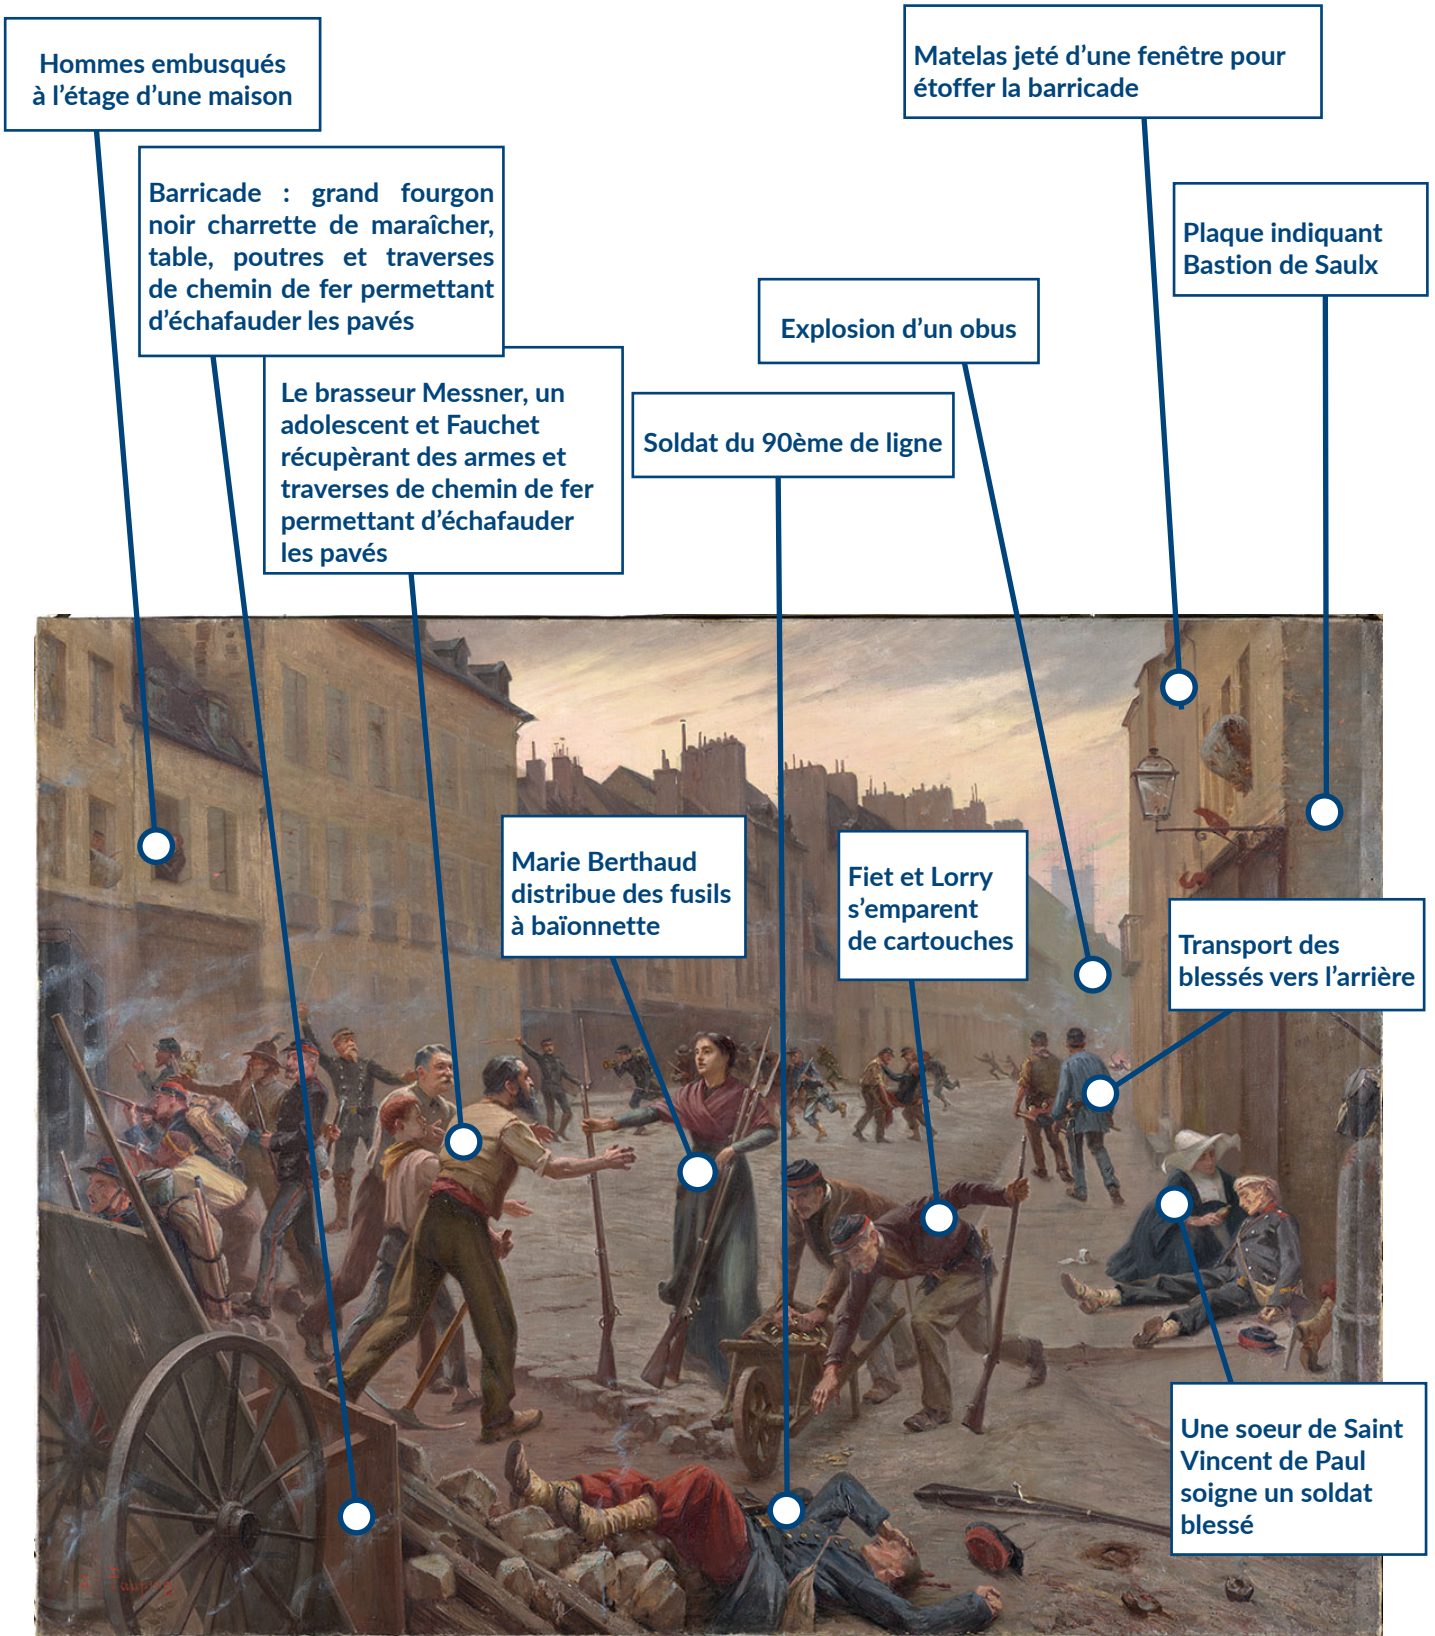 Hommes embusqués
à l’étage d’une maison
Matelas jeté d’une fenêtre pour
étoffer la barricade
Barricade : grand fourgon
noir charrette de maraîcher,
table, poutres et traverses
de chemin de fer permettant
d’échafauder les pavés
Plaque indiquant
Bastion de Saulx
Explosion d’un obus
Le brasseur Messner, un
adolescent et Fauchet
récupèrant des armes et
traverses de chemin de fer
permettant d’échafauder
les pavés
Soldat du 90ème de ligne
Marie Berthaud
distribue des fusils
à baïonnette
Fiet et Lorry
s’emparent
de cartouches
Transport des
blessés vers l’arrière
Une soeur de Saint
Vincent de Paul
soigne un soldat
blessé